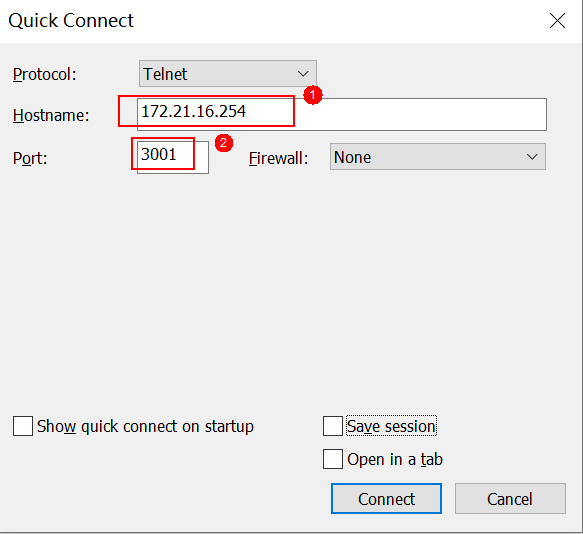 Quick Connect
Protocol: Telnet
1
Hostname: 172.21.16.254
2
Port: 3001 Firewall: None
Show quick connect on startup Save session
Open in a tab
Connect Cancel